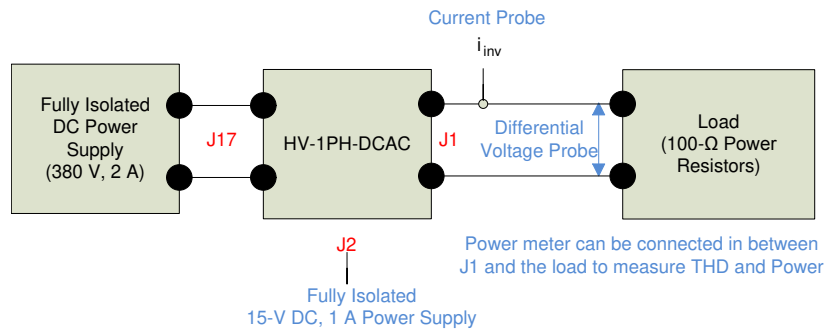 Current Probe
i_inv
Fully Isolated
DC Power
Supply
(380 V, 2 A)
J17
HV-1PH-DCAC
J1
Differential
Voltage Probe
Load
(100-Ω Power
Resistors)
J2
Fully Isolated
15-V DC, 1 A Power Supply
Power meter can be connected in between
J1 and the load to measure THD and Power